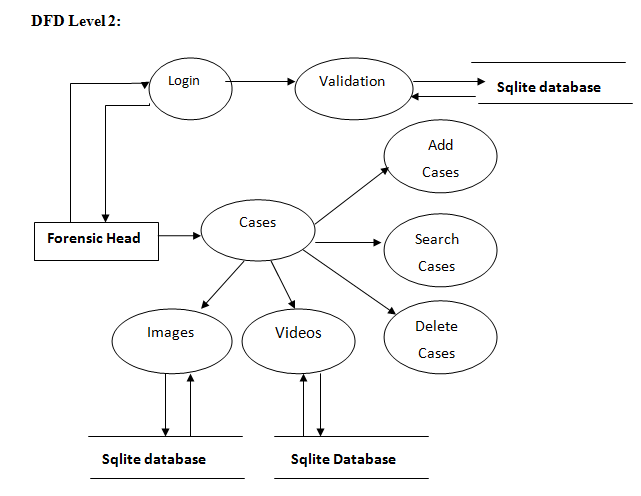 DFD Level 2:
Login
Validation
Sqlite database
Add
Cases
Forensic Head
Cases
Search
Cases
Images
Videos
Delete
Cases
Sqlite database
Sqlite Database